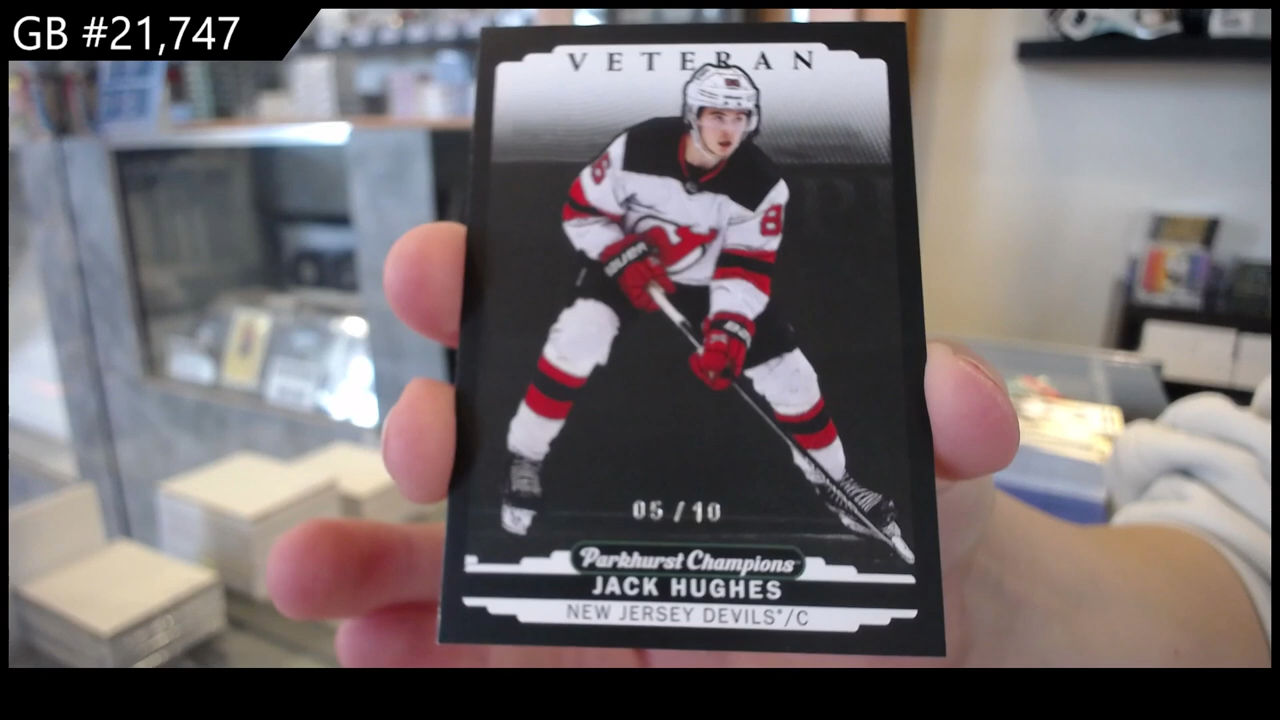 GB #21,747
VETERAN
05/10
Parkhurst Champions
JACK HUGHES
NEW JERSEY DEVILS*/C